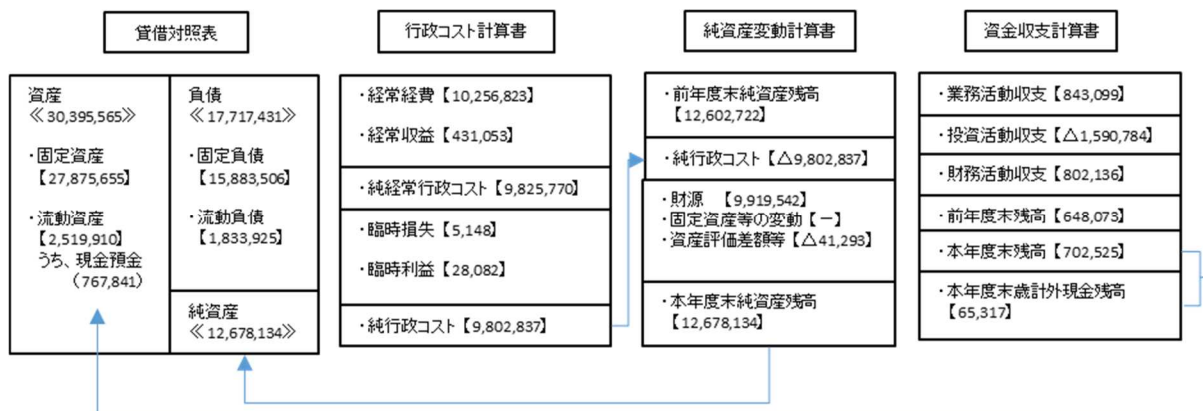 貸借対照表
資産
≪30,395,565≫
・固定資産
【27,875,655】
・流動資産
【2,519,910】
うち、現金預金
(767,841)
負債
≪17,717,431≫
・固定負債
【15,883,506】
・流動負債
【1,833,925】
純資産
≪12,678,134≫
行政コスト計算書
・経常経費【10,256,823】
・経常収益【431,053】
・純経常行政コスト【9,825,770】
・臨時損失【5,148】
・臨時利益【28,082】
・純行政コスト【9,802,837】
純資産変動計算書
・前年度末純資産残高
【12,602,722】
・純行政コスト【△9,802,837】
・財源 【9,919,542】
・固定資産等の変動【－】
・資産評価差額等【△41,293】
・本年度末純資産残高
【12,678,134】
資金収支計算書
・業務活動収支【843,099】
・投資活動収支【△1,590,784】
・財務活動収支【802,136】
・前年度末残高【648,073】
・本年度末残高【702,525】
・本年度末歳計外現金残高
【65,317】